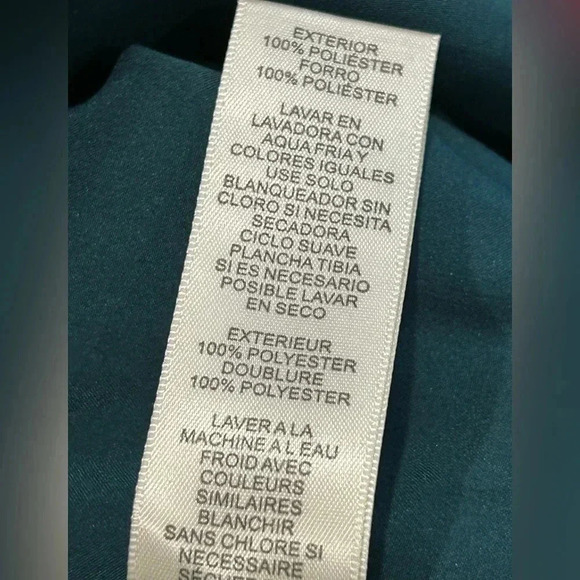 EXTERIOR
100% POLIESTER
FORRO
100% POLIÉSTER
LAVAR EN
LAVADORA CON
AQUA FRIA Y
COLORES IGUALES
USE SOLO
BLANQUEADOR SIN
CLORO SI NECESITA
SECADORA
CICLO SUAVE
PLANCHA TIBIA
SI ES NECESARIO
POSIBLE LAVAR
EN SECO
EXTERIEUR
100% POLYESTER
DOUBLURE
100% POLYESTER
LAVER A LA
MACHINE A L EAU
FROID AVEC
COULEURS
SIMILAIRES
BLANCHIR
SANS CHLORE SI
NECESSAIRE